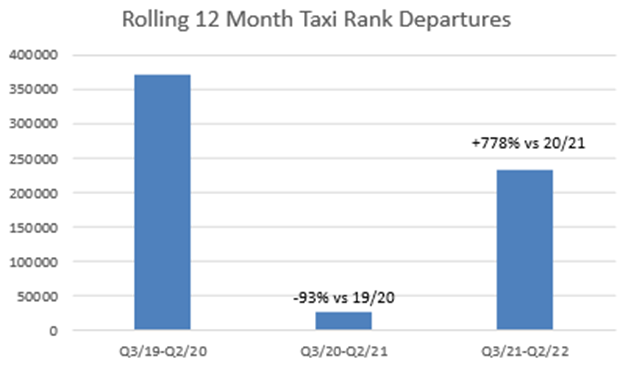 Rolling 12 Month Taxi Rank Departures
400000
350000
300000
250000
200000
150000
100000
50000
0
+778% vs 20/21
-93% vs 19/20
Q3/19-Q2/20 Q3/20-Q2/21 Q3/21-Q2/22